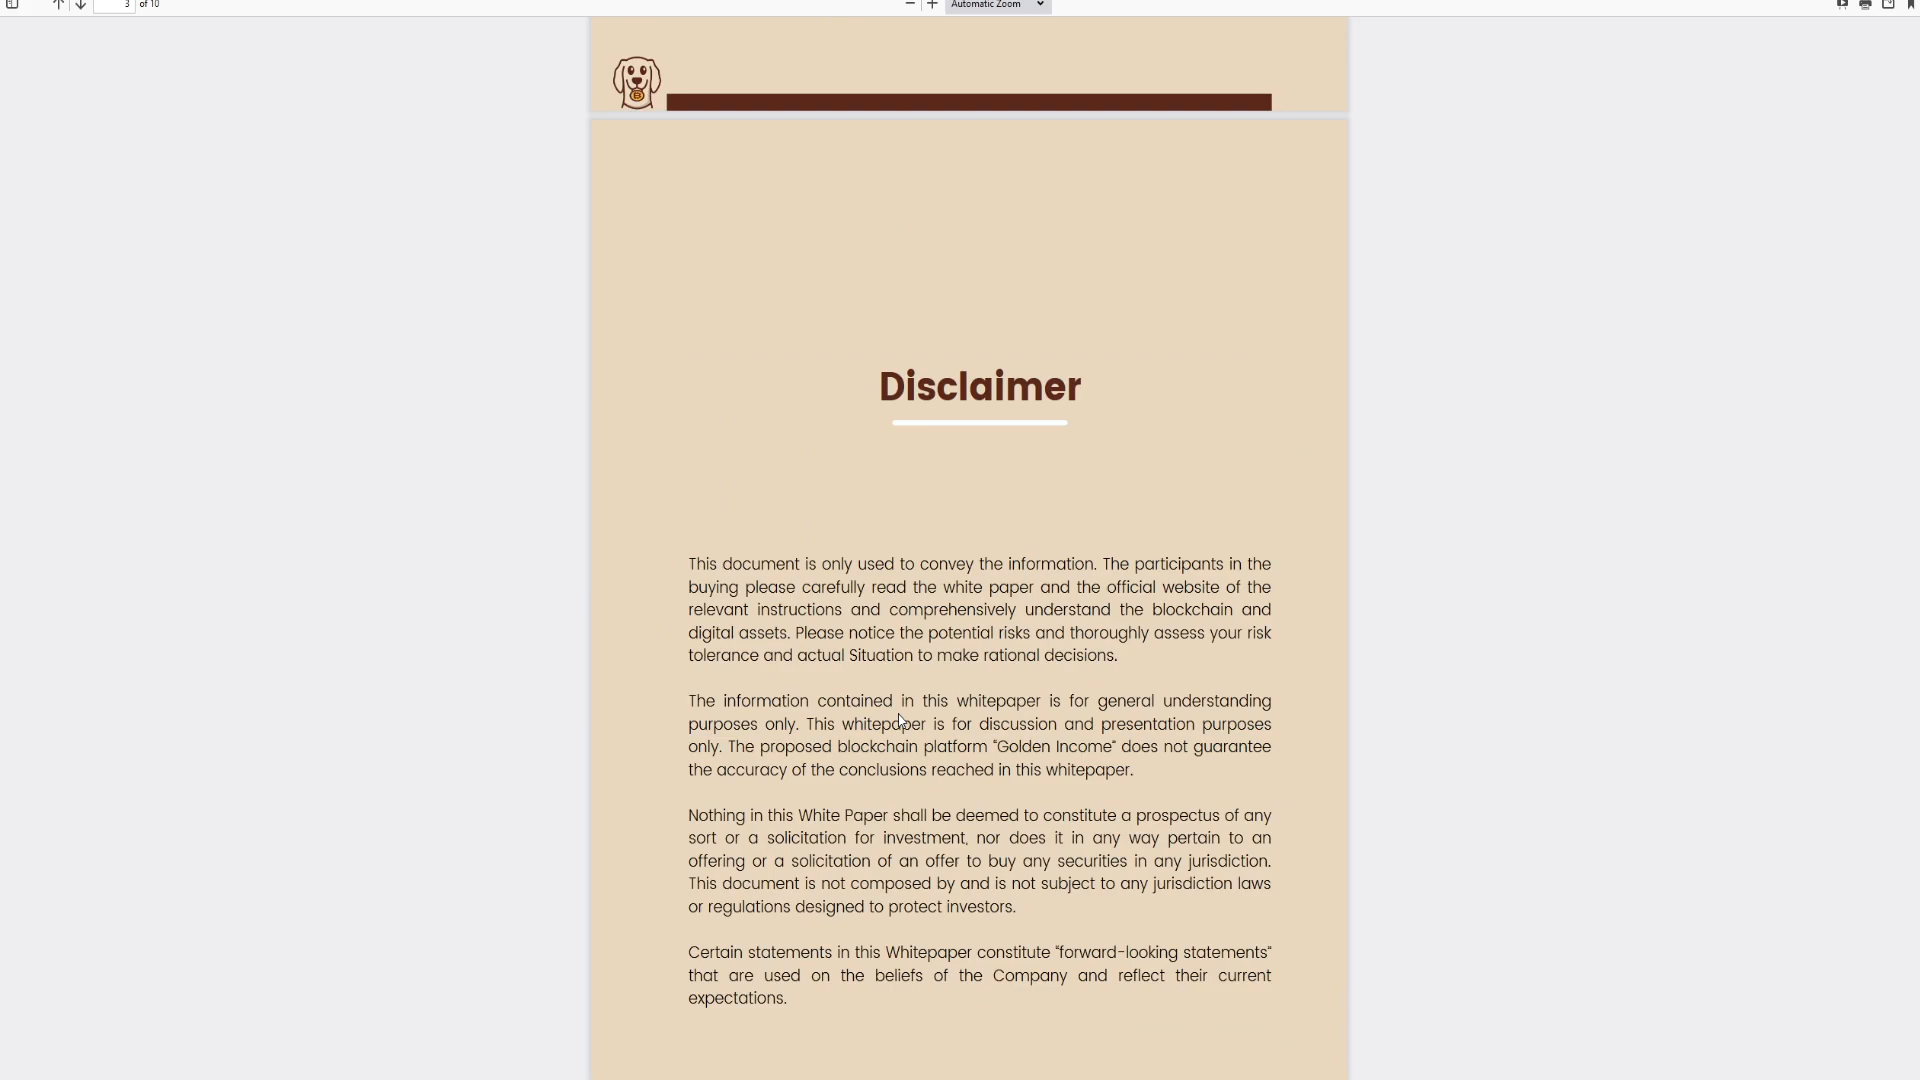 3 of 10 Automatic Zoom
Disclaimer
This document is only used to convey the information. The participants in the
buying please carefully read the white paper and the official website of the
relevant instructions and comprehensively understand the blockchain and
digital assets. Please notice the potential risks and thoroughly assess your risk
tolerance and actual Situation to make rational decisions.
The information contained in this whitepaper is for general understanding
purposes only. This whitepaper is for discussion and presentation purposes
only. The proposed blockchain platform “Golden Income” does not guarantee
the accuracy of the conclusions reached in this whitepaper.
Nothing in this White Paper shall be deemed to constitute a prospectus of any
sort or a solicitation for investment, nor does it in any way pertain to an
offering or a solicitation of an offer to buy any securities in any jurisdiction.
This document is not composed by and is not subject to any jurisdiction laws
or regulations designed to protect investors.
Certain statements in this Whitepaper constitute “forward-looking statements”
that are used on the beliefs of the Company and reflect their current
expectations.